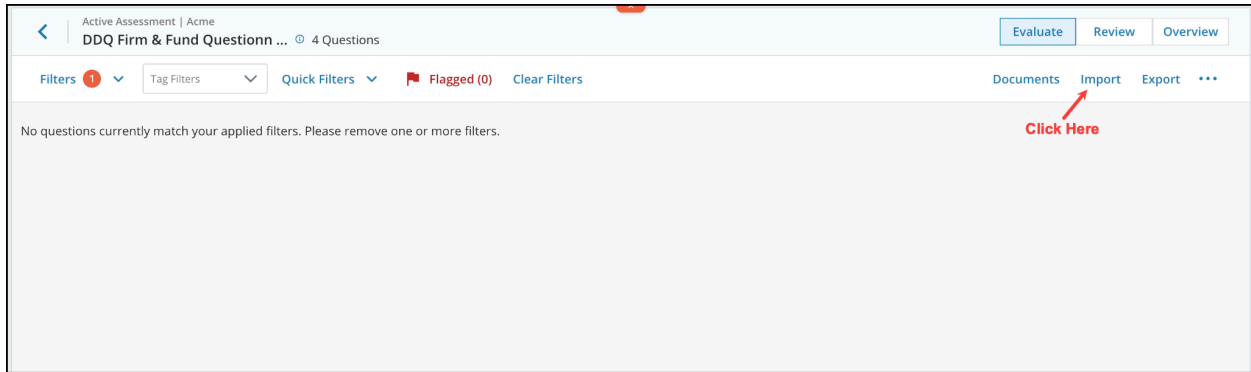 Active Assessment | Acme
DDQ Firm & Fund Questionn ... 4 Questions
Evaluate Review Overview
Filters 1 Tag Filters Quick Filters Flagged (0) Clear Filters
Documents Import Export
No questions currently match your applied filters. Please remove one or more filters.
Click Here